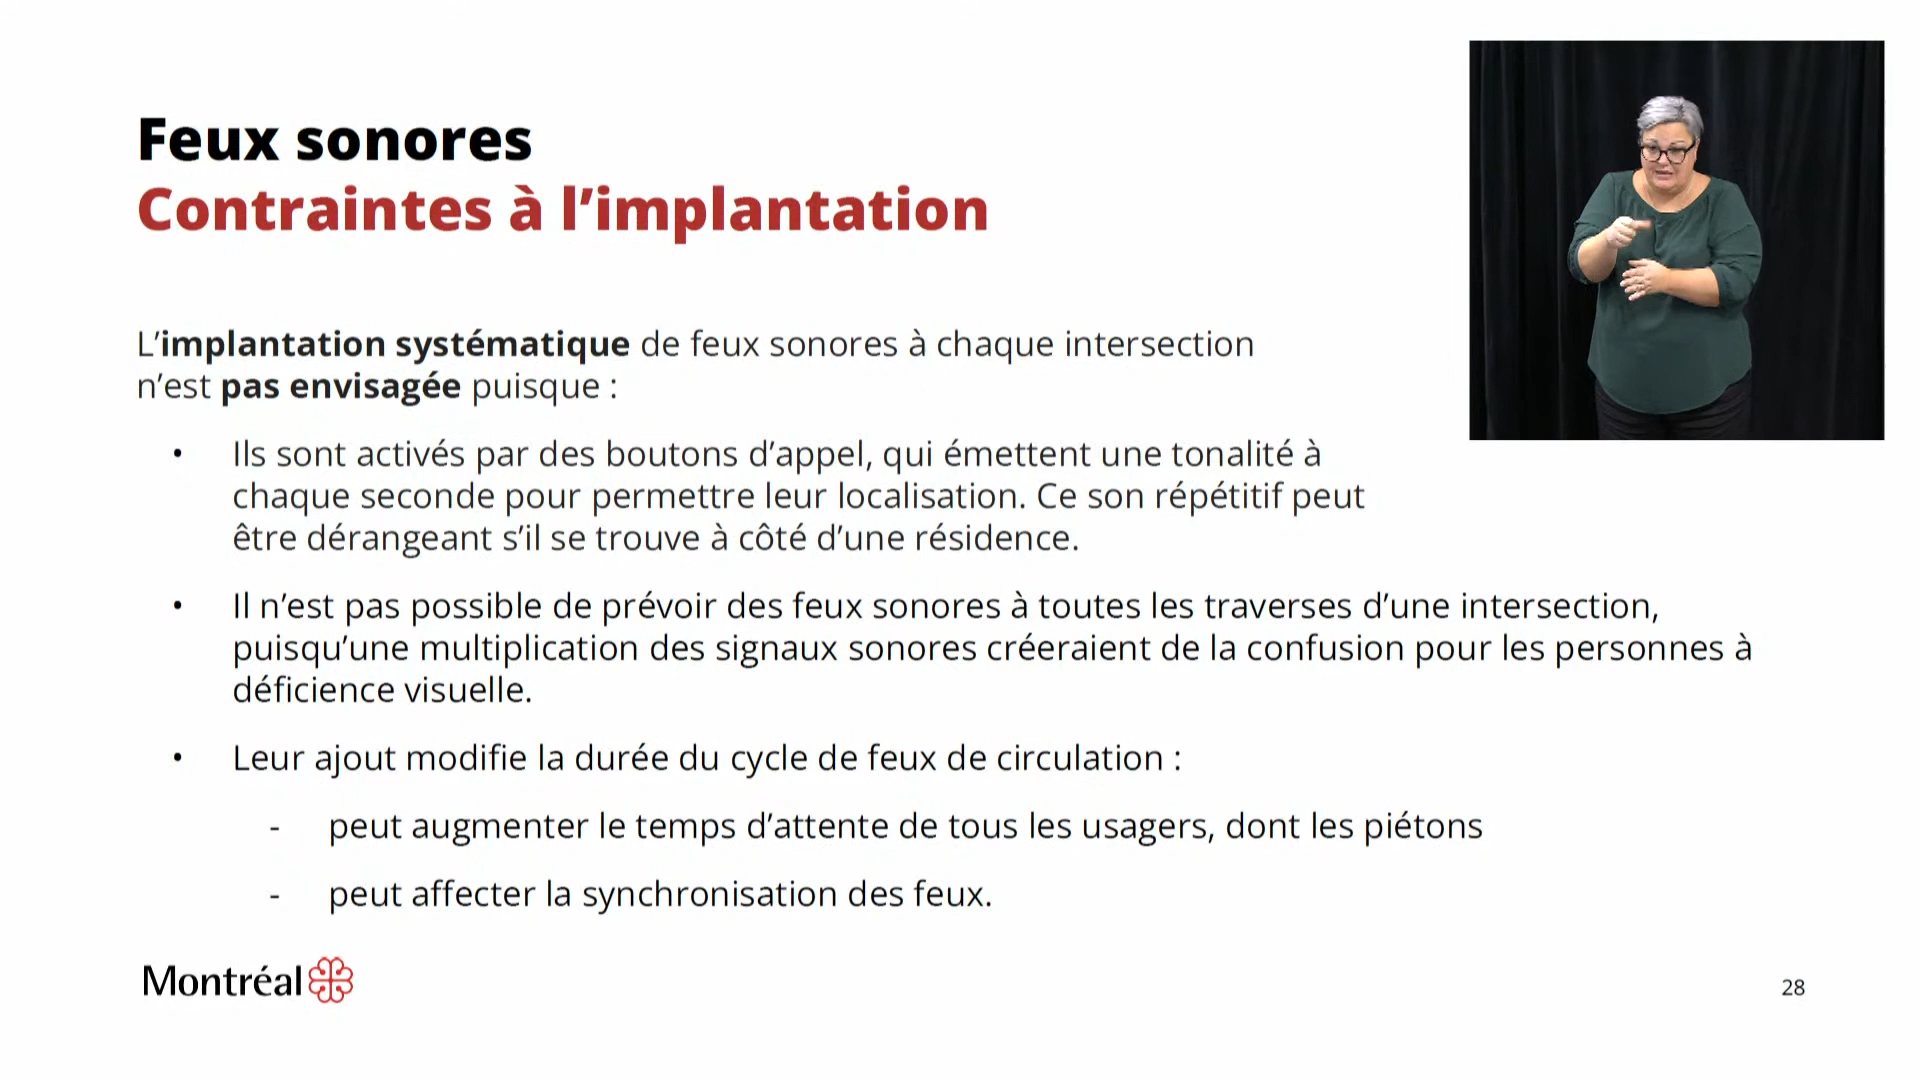 Feux sonores
Contraintes à l’implantation
L’implantation systématique de feux sonores à chaque intersection
n’est pas envisagée puisque :
• Ils sont activés par des boutons d’appel, qui émettent une tonalité à
chaque seconde pour permettre leur localisation. Ce son répétitif peut
être dérangeant s’il se trouve à côté d’une résidence.
• Il n’est pas possible de prévoir des feux sonores à toutes les traverses d’une intersection,
puisqu’une multiplication des signaux sonores créeraient de la confusion pour les personnes à
déficience visuelle.
• Leur ajout modifie la durée du cycle de feux de circulation :
- peut augmenter le temps d’attente de tous les usagers, dont les piétons
- peut affecter la synchronisation des feux.
Montréal
28